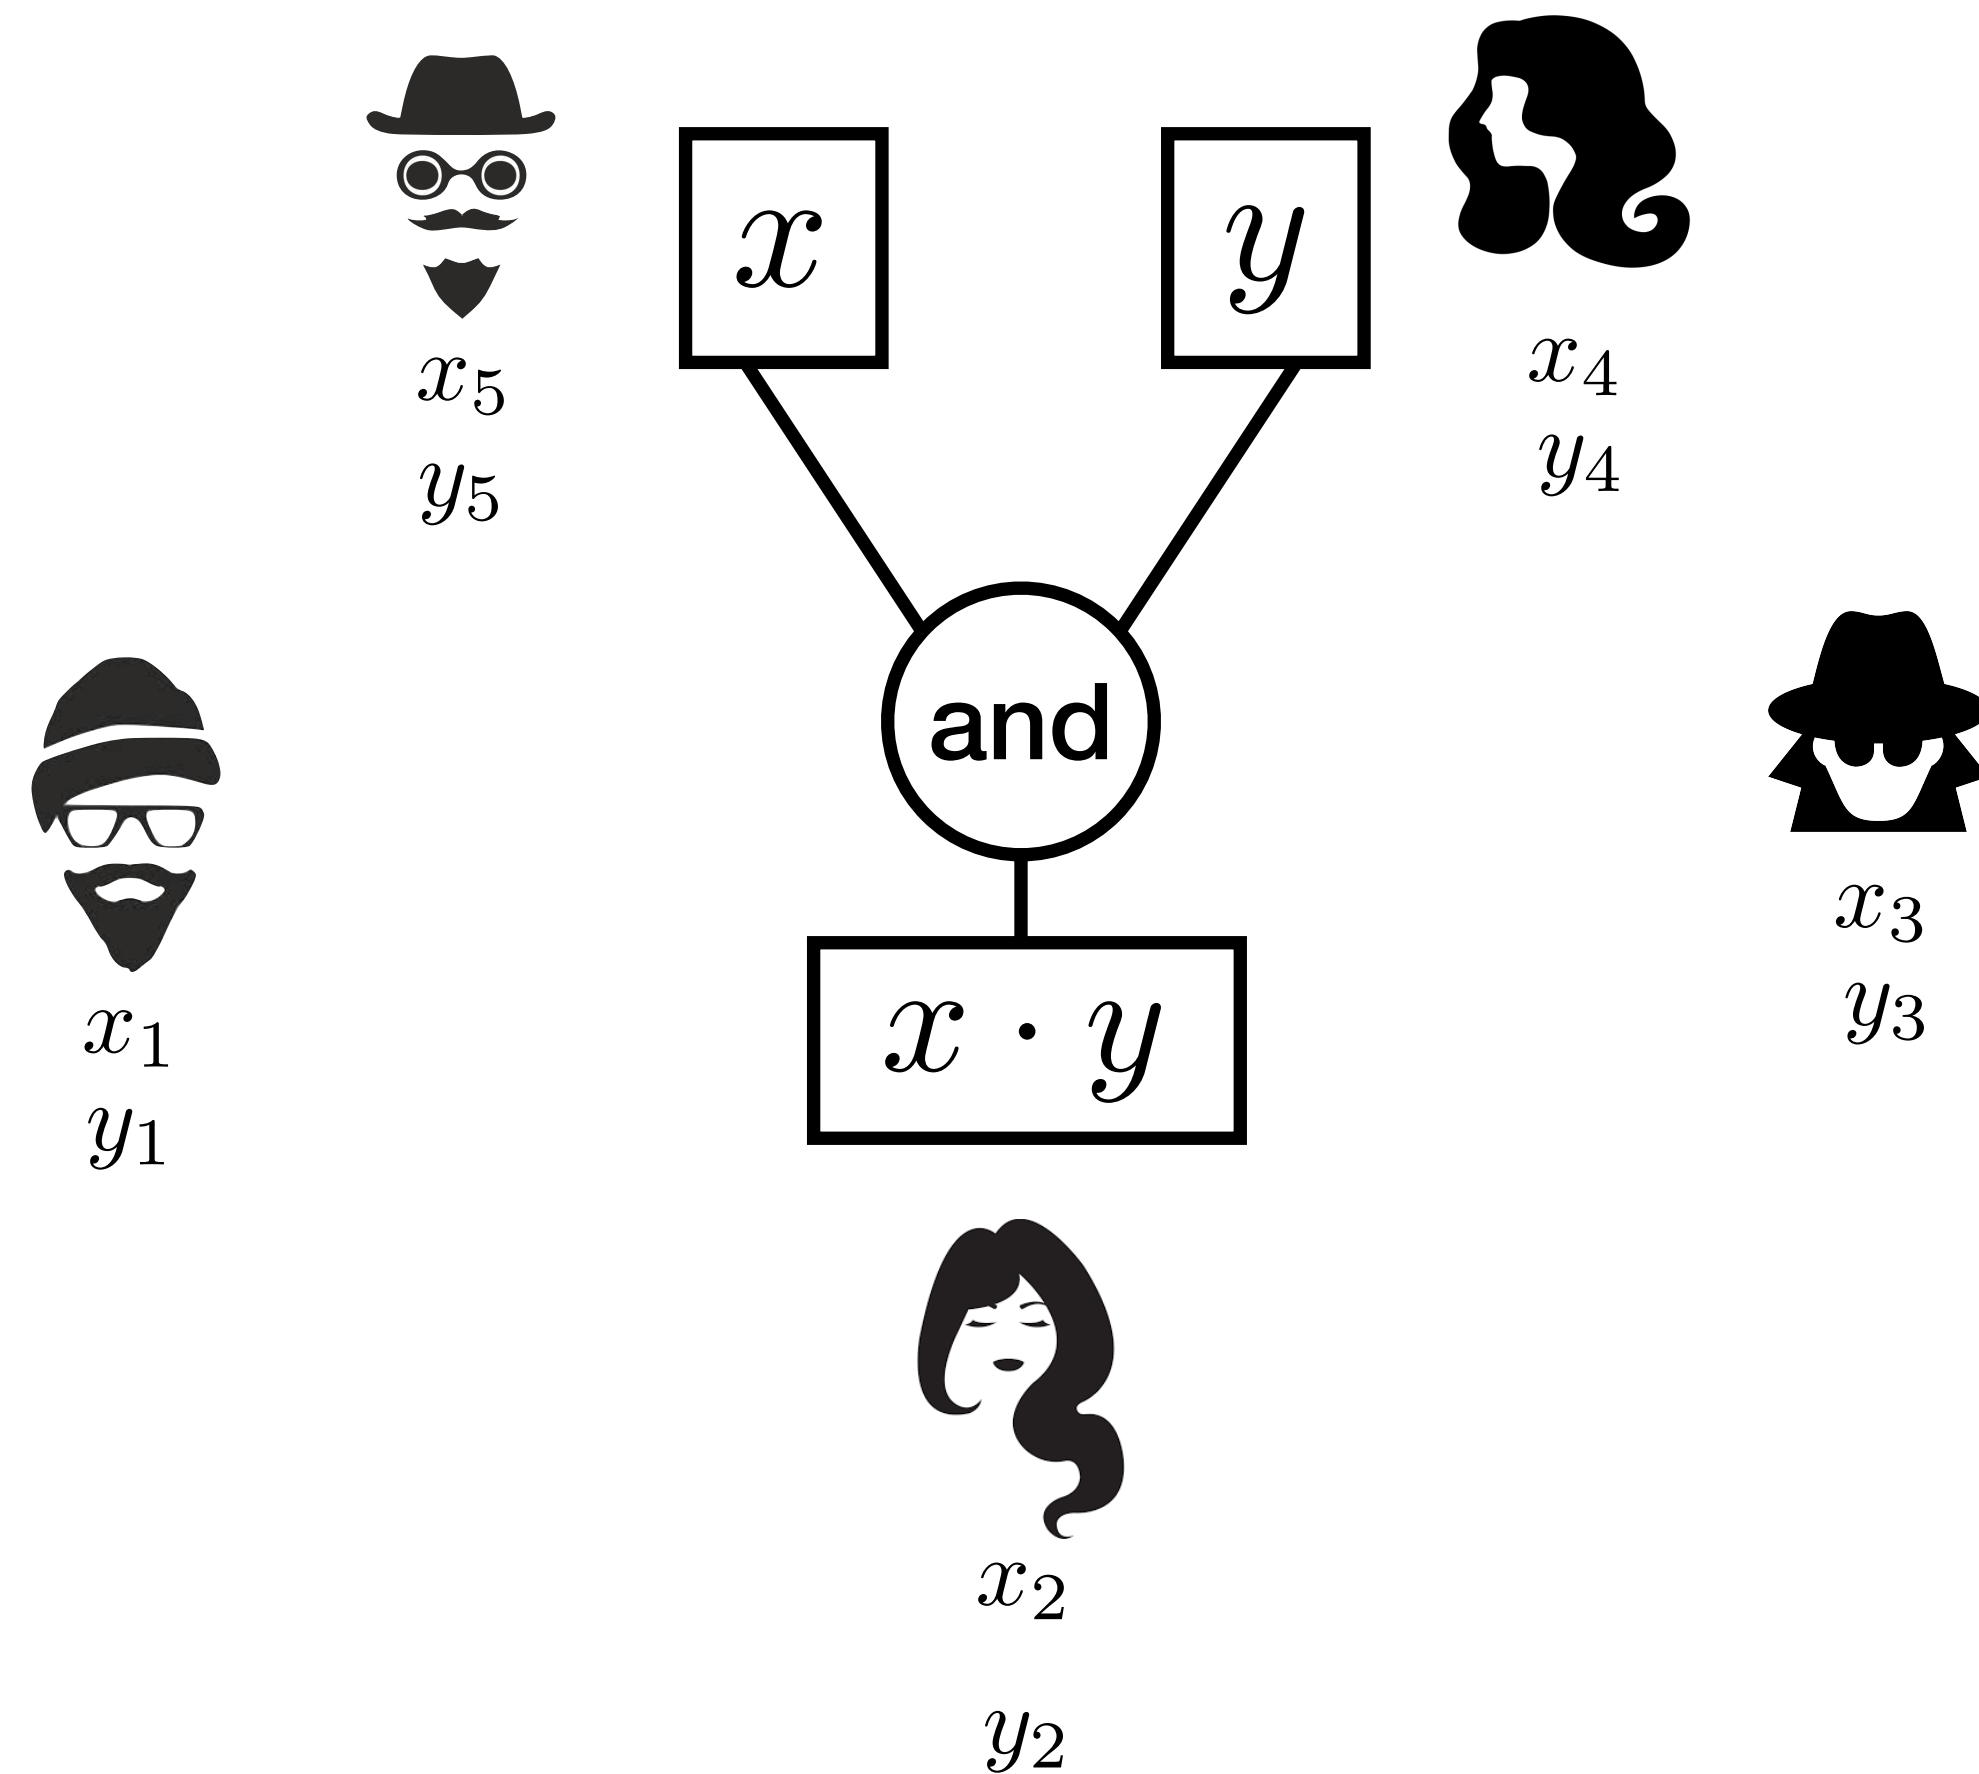 x
y
x₅
y₅
x₄
y₄
and
x₁
y₁
x · y
x₃
y₃
x₂
y₂